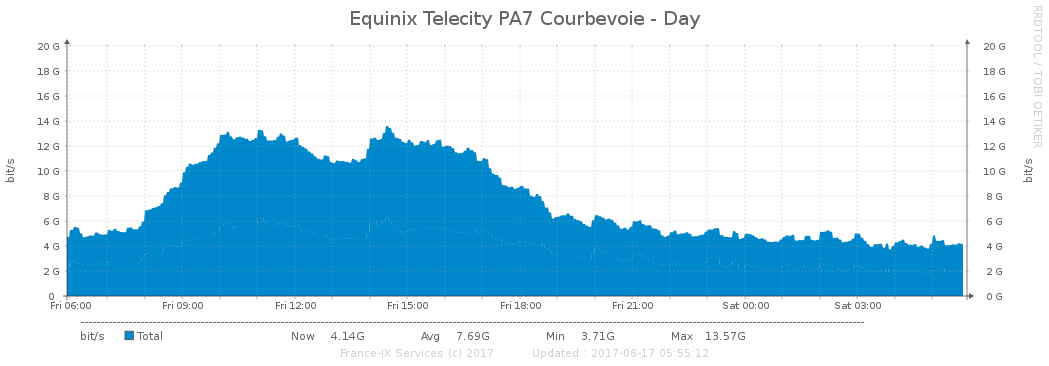 Equinix Telecity PA7 Courbevoie - Day
RRDTOOL / TOBI OETIKER
bit/s
20 G
18 G
16 G
14 G
12 G
10 G
8 G
6 G
4 G
2 G
0
20 G
18 G
16 G
14 G
12 G
10 G
8 G
6 G
4 G
2 G
0 G
bit/s
Fri 06:00 Fri 09:00 Fri 12:00 Fri 15:00 Fri 18:00 Fri 21:00 Sat 00:00 Sat 03:00
bit/s Total Now 4.14G Avg 7.69G Min 3.71G Max 13.57G
France-IX Services (c) 2017 Updated : 2017-06-17 05:55:12